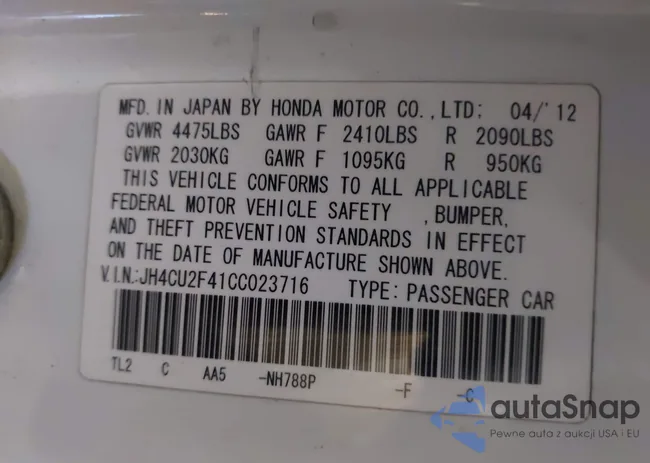 MFD. IN JAPAN BY HONDA MOTOR CO., LTD; 04/'12
GVWR 4475LBS GAWR F 2410LBS R 2090LBS
GVWR 2030KG GAWR F 1095KG R 950KG
THIS VEHICLE CONFORMS TO ALL APPLICABLE
FEDERAL MOTOR VEHICLE SAFETY , BUMPER,
AND THEFT PREVENTION STANDARDS IN EFFECT
ON THE DATE OF MANUFACTURE SHOWN ABOVE.
V.I.N.:JH4CU2F41CC023716 TYPE: PASSENGER CAR
TL2 C AA5 -NH788P -F -C
autaSnap
Pewne auta z aukcji USA i EU